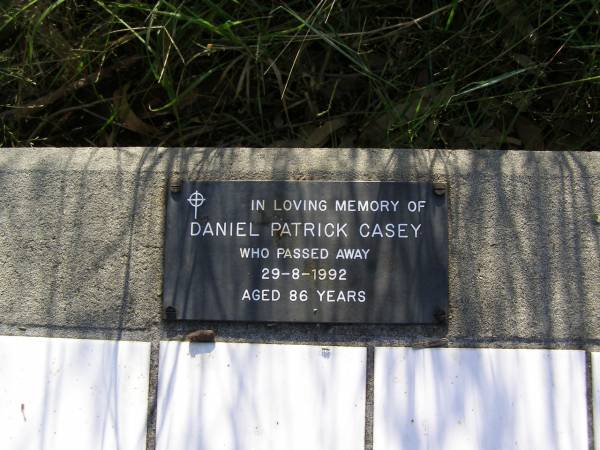 IN LOVING MEMORY OF
DANIEL PATRICK CASEY
WHO PASSED AWAY
29-8-1992
AGED 86 YEARS